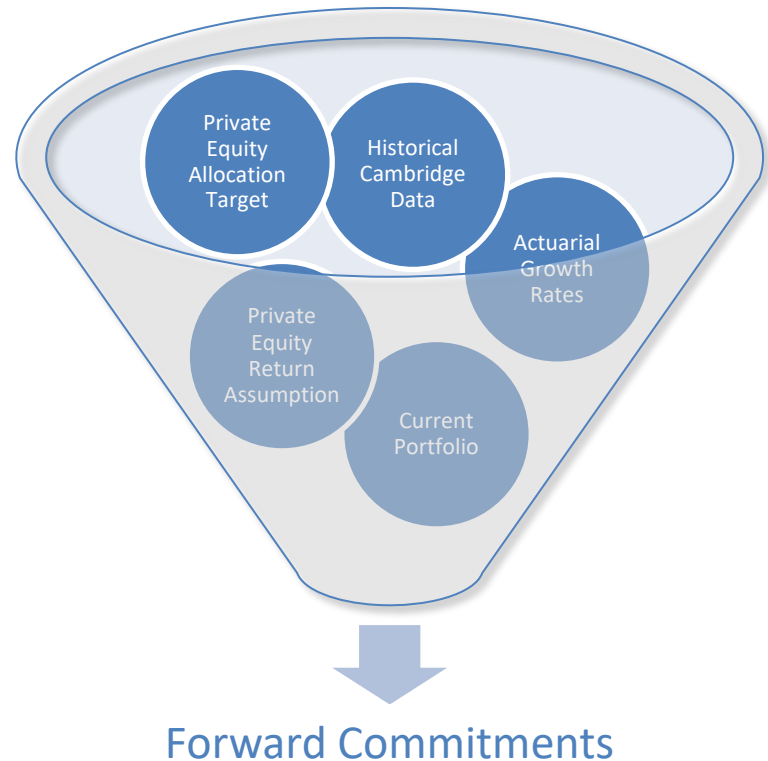 Private
Equity
Allocation
Target
Historical
Cambridge
Data
Actuarial
Growth
Rates
Private
Equity
Return
Assumption
Current
Portfolio
Forward Commitments